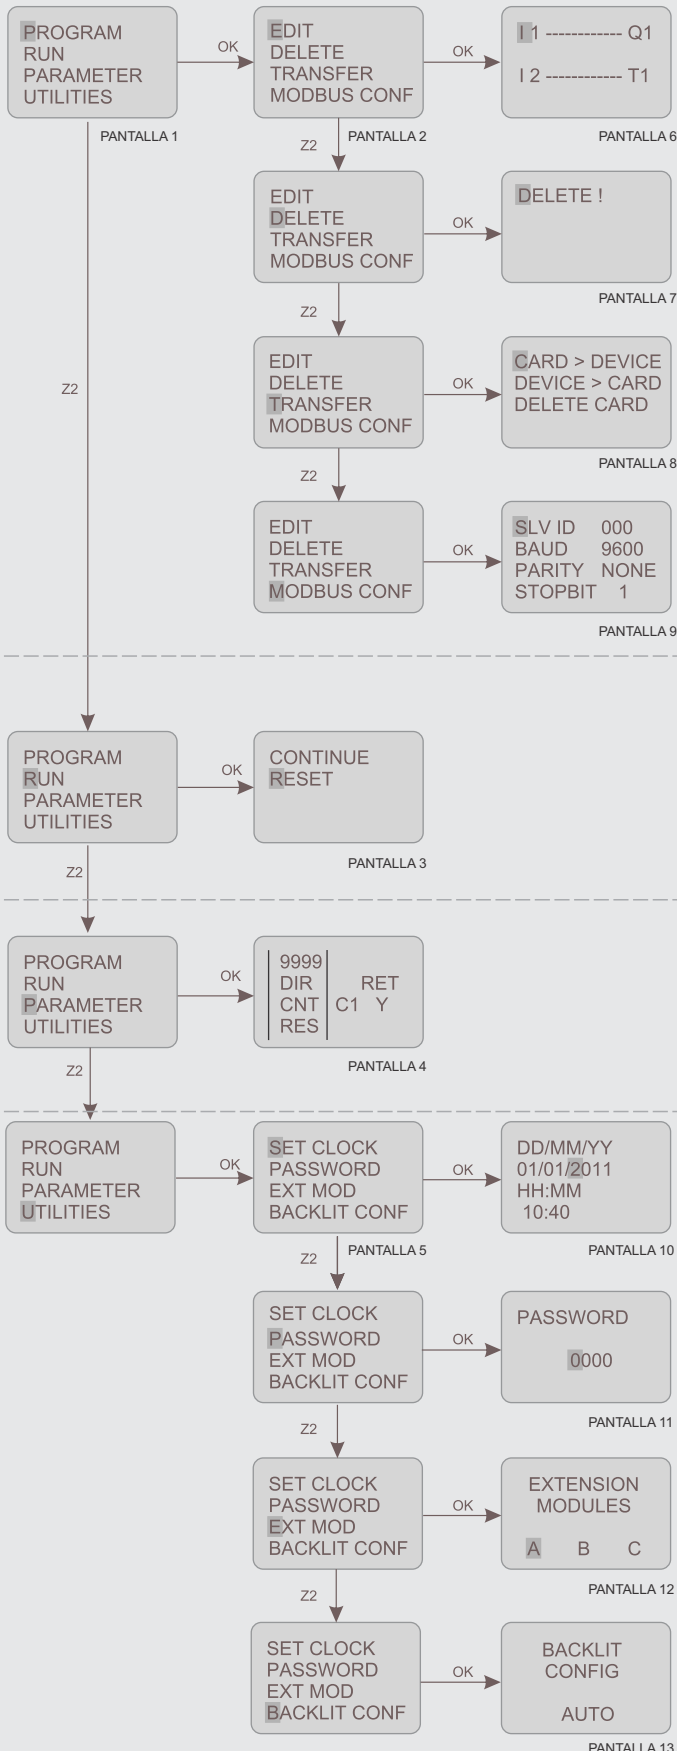 PROGRAM
RUN
PARAMETER
UTILITIES
PANTALLA 1
OK
EDIT
DELETE
TRANSFER
MODBUS CONF
PANTALLA 2
OK
I 1 ------------ Q1
I 2 ------------ T1
PANTALLA 6
Z2
EDIT
DELETE
TRANSFER
MODBUS CONF
OK
DELETE !
PANTALLA 7
Z2
EDIT
DELETE
TRANSFER
MODBUS CONF
OK
CARD > DEVICE
DEVICE > CARD
DELETE CARD
PANTALLA 8
Z2
Z2
EDIT
DELETE
TRANSFER
MODBUS CONF
OK
SLV ID 000
BAUD 9600
PARITY NONE
STOPBIT 1
PANTALLA 9
PROGRAM
RUN
PARAMETER
UTILITIES
OK
CONTINUE
RESET
PANTALLA 3
Z2
PROGRAM
RUN
PARAMETER
UTILITIES
OK
9999
DIR RET
CNT C1 Y
RES
PANTALLA 4
Z2
PROGRAM
RUN
PARAMETER
UTILITIES
OK
SET CLOCK
PASSWORD
EXT MOD
BACKLIT CONF
PANTALLA 5
OK
DD/MM/YY
01/01/2011
HH:MM
10:40
PANTALLA 10
Z2
SET CLOCK
PASSWORD
EXT MOD
BACKLIT CONF
OK
PASSWORD
0000
PANTALLA 11
Z2
SET CLOCK
PASSWORD
EXT MOD
BACKLIT CONF
OK
EXTENSION
MODULES
A B C
PANTALLA 12
Z2
SET CLOCK
PASSWORD
EXT MOD
BACKLIT CONF
OK
BACKLIT
CONFIG
AUTO
PANTALLA 13